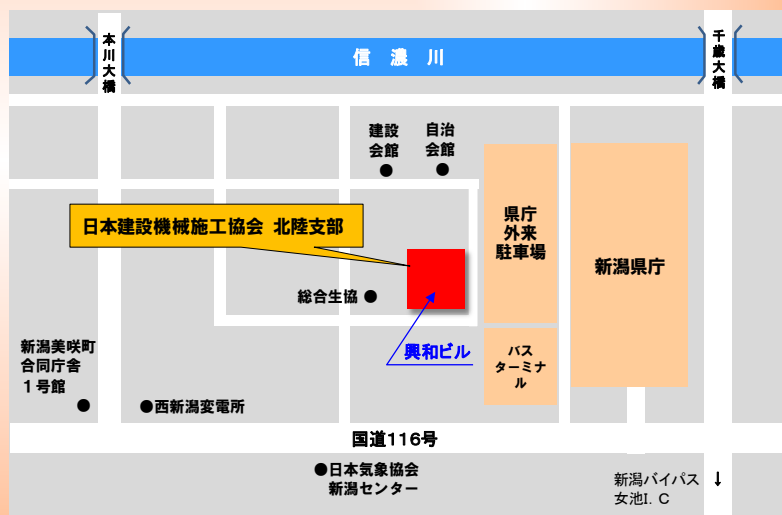 本川大橋
信濃川
千歳大橋
建設
会館
自治
会館
日本建設機械施工協会 北陸支部
県庁
外来
駐車場
新潟県庁
総合生協
興和ビル
バス
ターミナ
ル
新潟美咲町
合同庁舎
１号館
西新潟変電所
国道116号
日本気象協会
新潟センター
新潟バイパス ↓
女池I. C